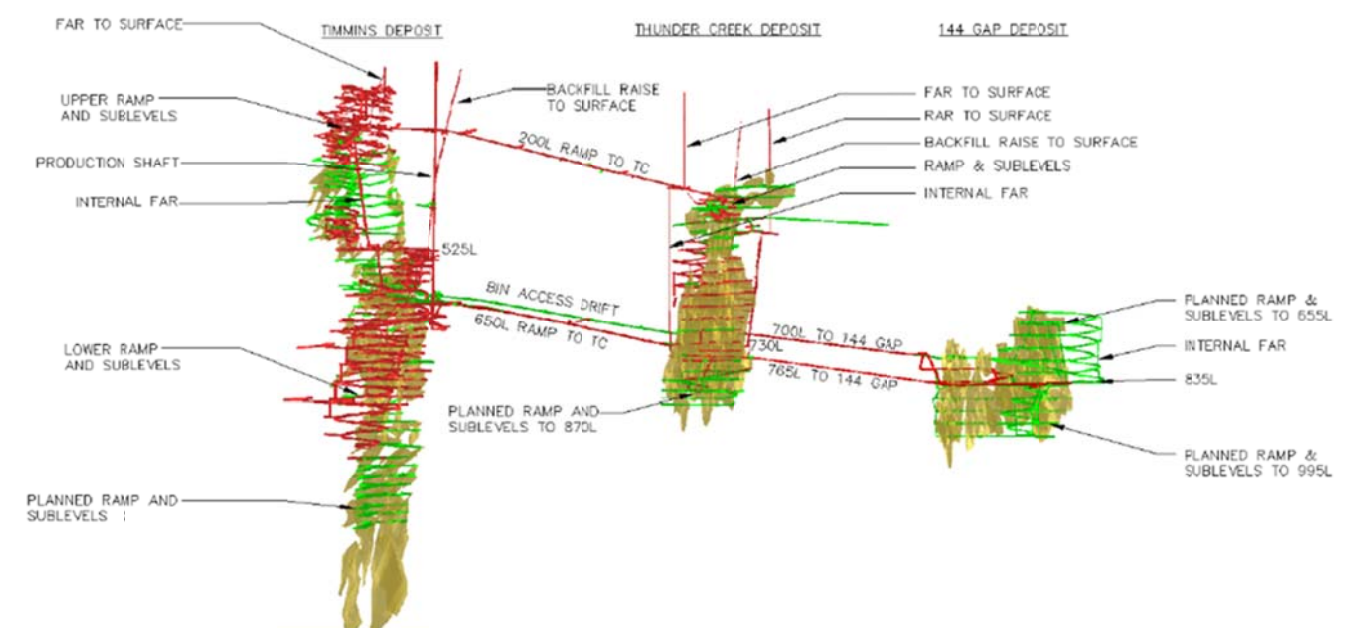 TIMMINS DEPOSIT
THUNDER CREEK DEPOSIT
144 GAP DEPOSIT
FAR TO SURFACE
UPPER RAMP
AND SUBLEVELS
PRODUCTION SHAFT
INTERNAL FAR
LOWER RAMP
AND SUBLEVELS
PLANNED RAMP AND
SUBLEVELS
BACKFILL RAISE
TO SURFACE
200L RAMP TO TC
525L
BIN ACCESS DRIFT
650L RAMP TO TC
PLANNED RAMP AND
SUBLEVELS TO 870L
FAR TO SURFACE
RAR TO SURFACE
BACKFILL RAISE TO SURFACE
RAMP & SUBLEVELS
INTERNAL FAR
700L TO 144 GAP
730L
765L TO 144 GAP
PLANNED RAMP &
SUBLEVELS TO 655L
INTERNAL FAR
835L
PLANNED RAMP &
SUBLEVELS TO 995L